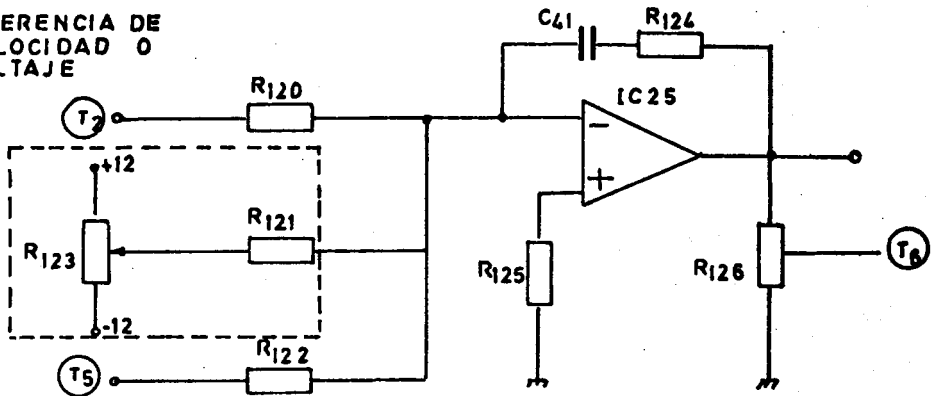 ERENCIA DE
LOCIDAD O
LTAJE
C41
R124
R120
IC25
T2
+12
R121
R123
R125
R126
T6
-12
R122
T5